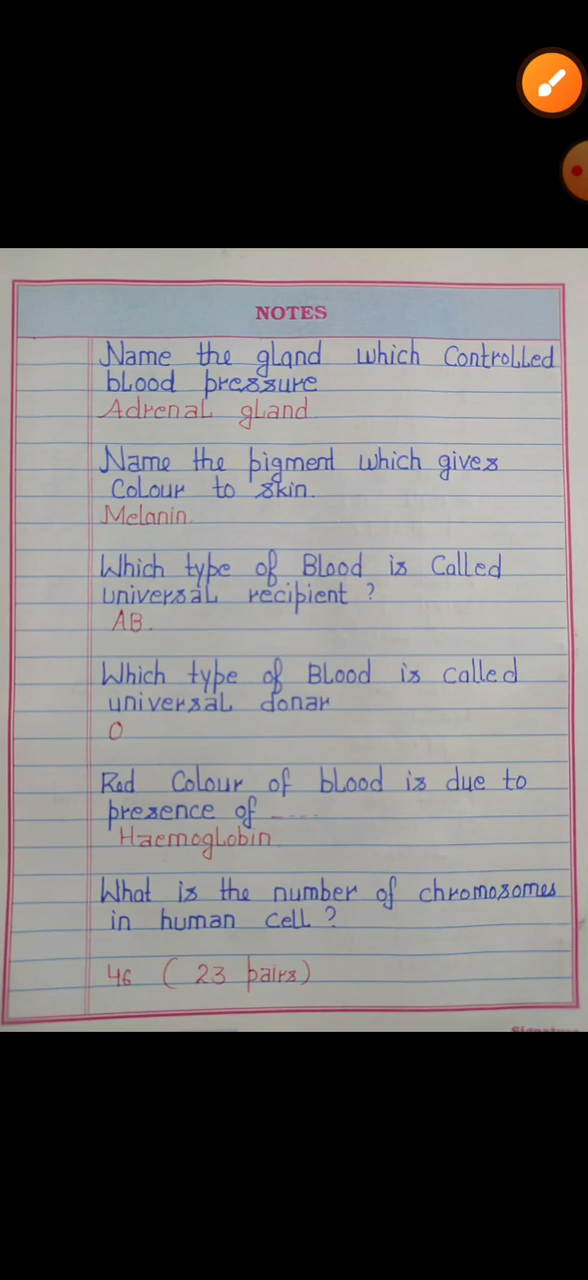 NOTES
Name the gland which Controlled
blood pressure
Adrenal gland
Name the pigment which gives
Colour to skin.
Melanin.
Which type of Blood is Called
universal recipient ?
AB.
Which type of Blood is called
universal donar
O
Red Colour of blood is due to
presence of .....
Haemoglobin
What is the number of chromosomes
in human cell ?
46 ( 23 pairs)